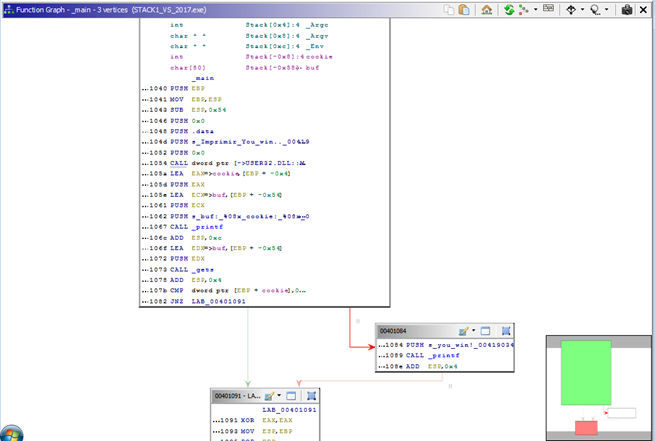 Function Graph - _main - 3 vertices (STACK1_VS_2017.exe)
int Stack[0x4]:4 _Argc
char * * Stack[0x8]:4 _Argv
char * * Stack[0xc]:4 _Env
int Stack[-0x8]:4 cookie
char[80] Stack[-0x58]... buf
_main
...1040 PUSH EBP
...1041 MOV EBP,ESP
...1043 SUB ESP,0x54
...1046 PUSH 0x0
...1048 PUSH .data
...104d PUSH s_Imprimir_You_win.._00419
...1052 PUSH 0x0
...1054 CALL dword ptr [->USER32.DLL::M
...105a LEA EAX=>cookie,[EBP + -0x4]
...105d PUSH EAX
...105e LEA ECX=>buf,[EBP + -0x54]
...1061 PUSH ECX
...1062 PUSH s_buf:_%08x_cookie:_%08x
...1067 CALL _printf
...106c ADD ESP,0xc
...106f LEA EDX=>buf,[EBP + -0x54]
...1072 PUSH EDX
...1073 CALL _gets
...1078 ADD ESP,0x4
...107b CMP dword ptr [EBP + cookie],0...
...1082 JNZ LAB_00401091
00401084
...1084 PUSH s_you_win!_00419034
...1089 CALL _printf
...108e ADD ESP,0x4
00401091 - LA...
LAB_00401091
...1091 XOR EAX,EAX
...1093 MOV ESP,EBP